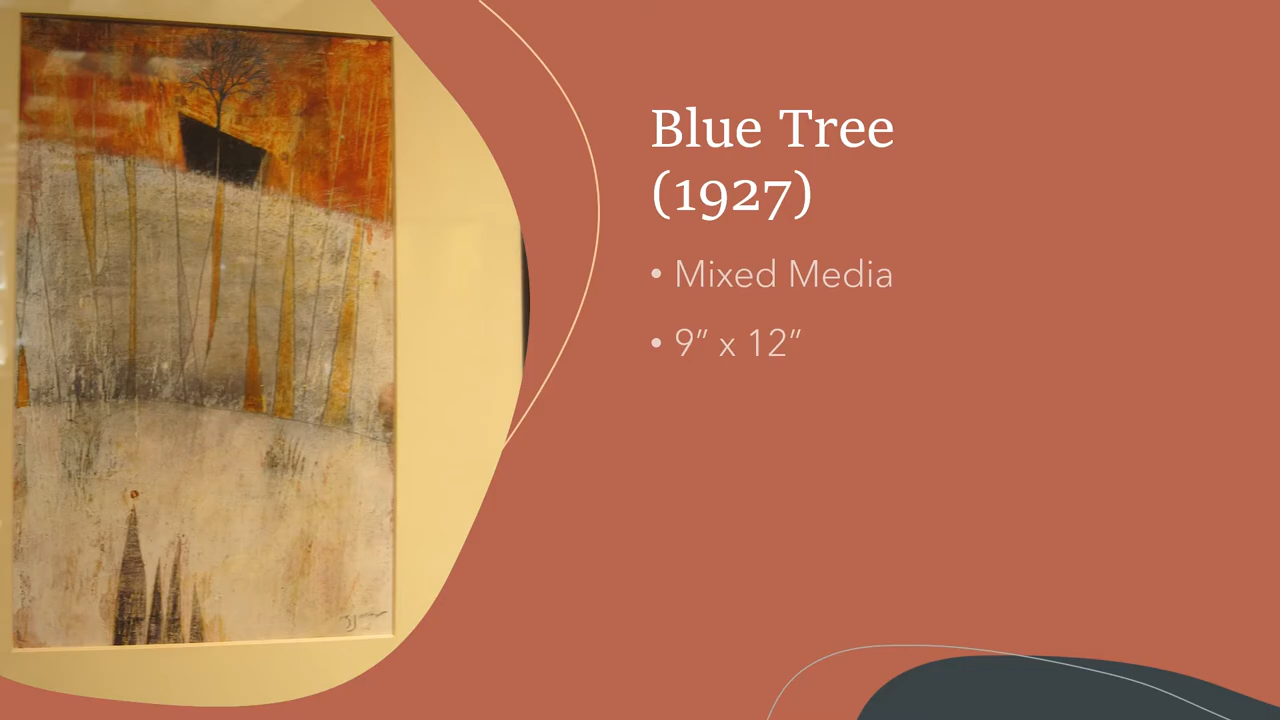 Blue Tree
(1927)
• Mixed Media
• 9” x 12”